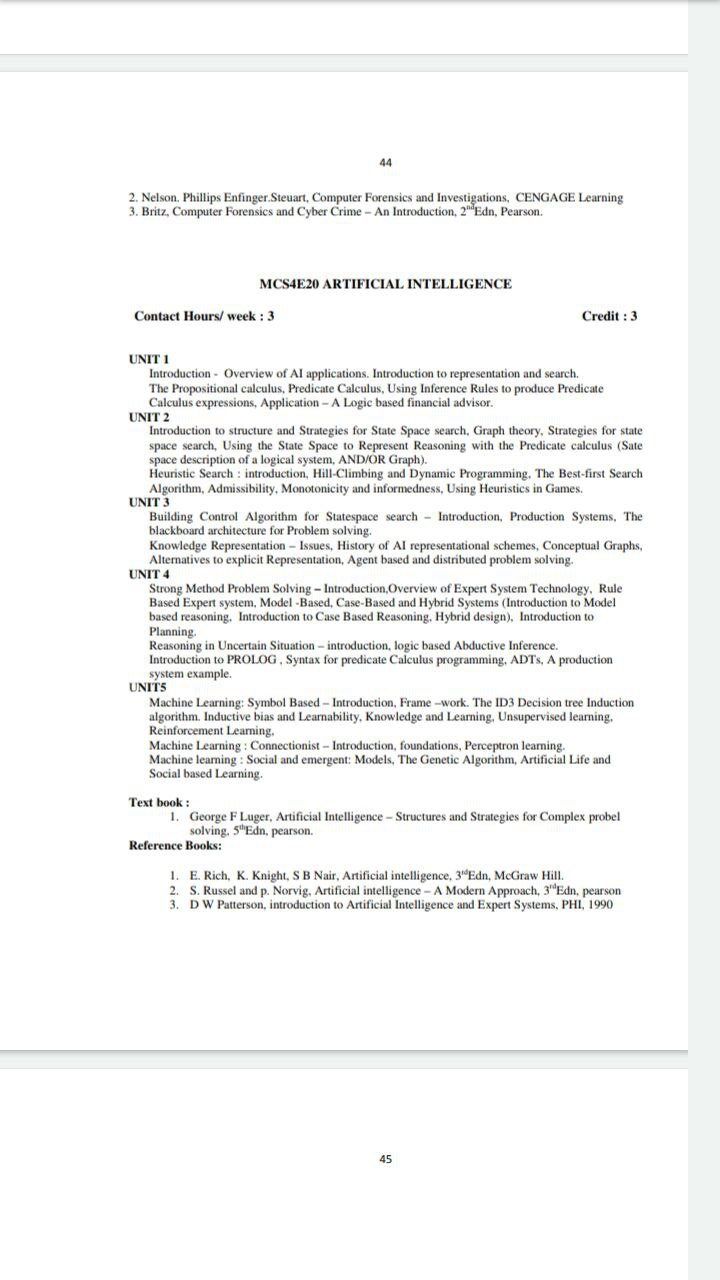 44
2. Nelson. Phillips Enfinger.Steuart, Computer Forensics and Investigations, CENGAGE Learning
3. Britz, Computer Forensics and Cyber Crime – An Introduction, 2ndEdn, Pearson.
MCS4E20 ARTIFICIAL INTELLIGENCE
Contact Hours/ week : 3 Credit : 3
UNIT 1
Introduction - Overview of AI applications. Introduction to representation and search.
The Propositional calculus, Predicate Calculus, Using Inference Rules to produce Predicate
Calculus expressions, Application – A Logic based financial advisor.
UNIT 2
Introduction to structure and Strategies for State Space search, Graph theory, Strategies for state
space search, Using the State Space to Represent Reasoning with the Predicate calculus (Sate
space description of a logical system, AND/OR Graph).
Heuristic Search : introduction, Hill-Climbing and Dynamic Programming, The Best-first Search
Algorithm, Admissibility, Monotonicity and informedness, Using Heuristics in Games.
UNIT 3
Building Control Algorithm for Statespace search – Introduction, Production Systems, The
blackboard architecture for Problem solving.
Knowledge Representation – Issues, History of AI representational schemes, Conceptual Graphs,
Alternatives to explicit Representation, Agent based and distributed problem solving.
UNIT 4
Strong Method Problem Solving – Introduction,Overview of Expert System Technology, Rule
Based Expert system, Model -Based, Case-Based and Hybrid Systems (Introduction to Model
based reasoning, Introduction to Case Based Reasoning, Hybrid design), Introduction to
Planning.
Reasoning in Uncertain Situation – introduction, logic based Abductive Inference.
Introduction to PROLOG , Syntax for predicate Calculus programming, ADTs, A production
system example.
UNIT5
Machine Learning: Symbol Based – Introduction, Frame –work. The ID3 Decision tree Induction
algorithm. Inductive bias and Learnability, Knowledge and Learning, Unsupervised learning,
Reinforcement Learning,
Machine Learning : Connectionist – Introduction, foundations, Perceptron learning.
Machine learning : Social and emergent: Models, The Genetic Algorithm, Artificial Life and
Social based Learning.
Text book :
1. George F Luger, Artificial Intelligence – Structures and Strategies for Complex probel
solving, 5thEdn, pearson.
Reference Books:
1. E. Rich, K. Knight, S B Nair, Artificial intelligence, 3rdEdn, McGraw Hill.
2. S. Russel and p. Norvig, Artificial intelligence – A Modern Approach, 3rdEdn, pearson
3. D W Patterson, introduction to Artificial Intelligence and Expert Systems, PHI, 1990
45